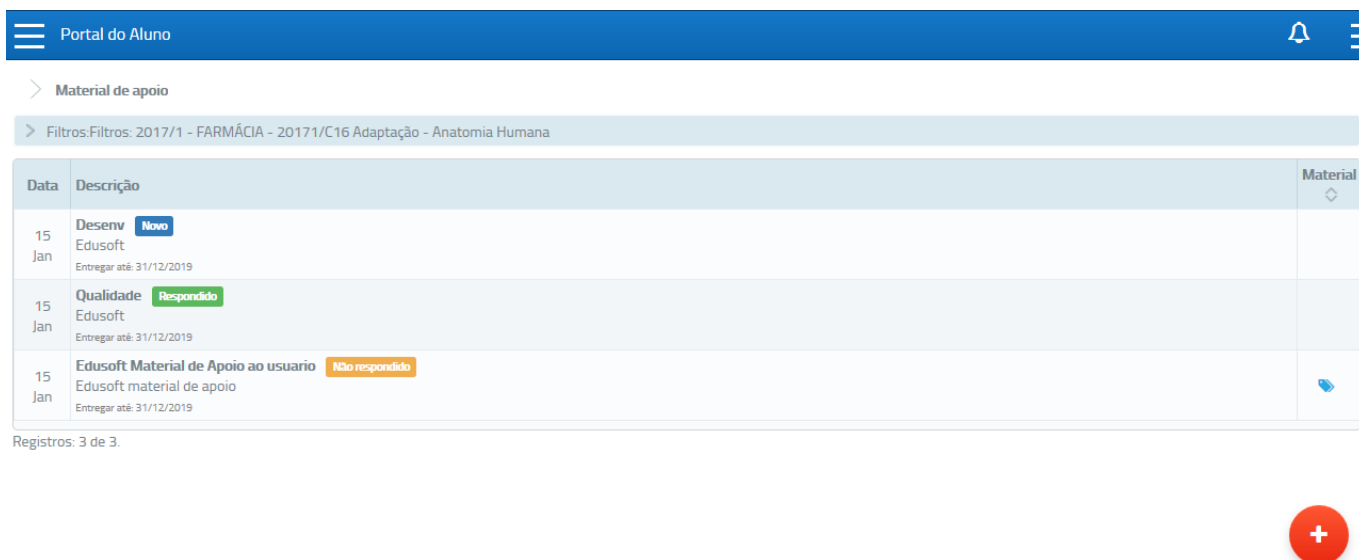 Portal do Aluno
Material de apoio
Filtros:Filtros: 2017/1 - FARMÁCIA - 20171/C16 Adaptação - Anatomia Humana
Data Descrição Material
15 Jan
Desenv Novo
Edusoft
Entregar até: 31/12/2019
15 Jan
Qualidade Respondido
Edusoft
Entregar até: 31/12/2019
15 Jan
Edusoft Material de Apoio ao usuario Não respondido
Edusoft material de apoio
Entregar até: 31/12/2019
Registros: 3 de 3.